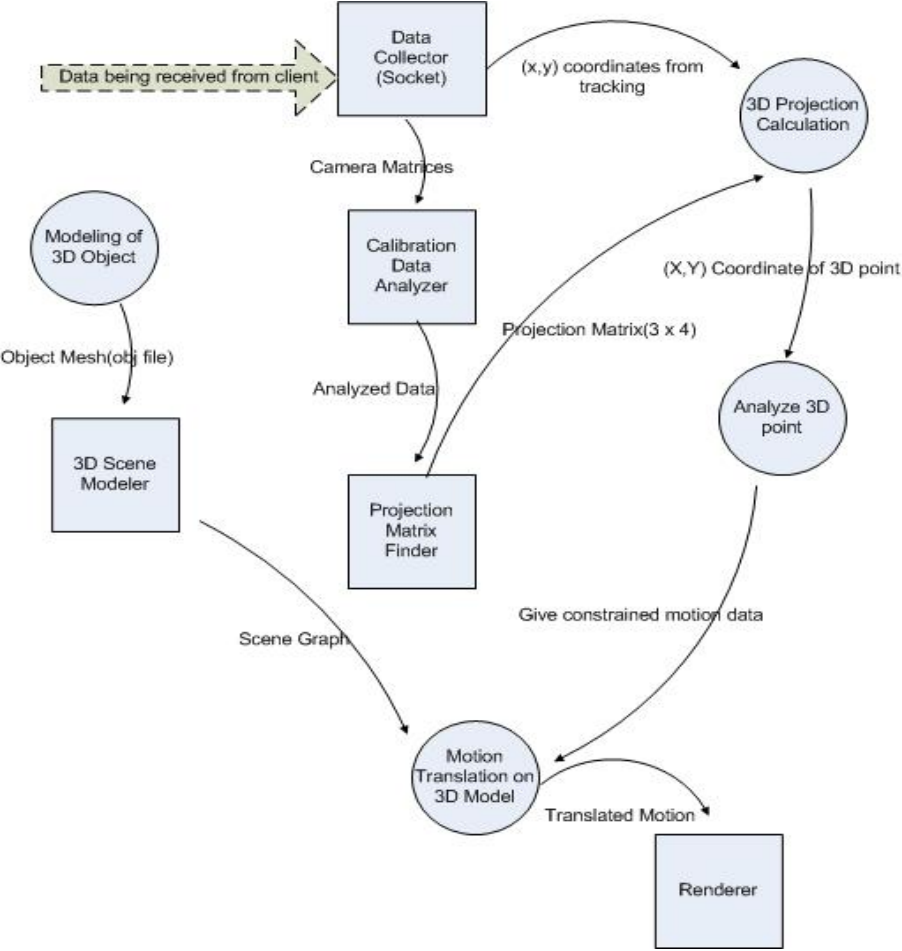 Data
Collector
(Socket)
Data being received from client
(x,y) coordinates from
tracking
3D Projection
Calculation
Camera Matrices
Modeling of
3D Object
Calibration
Data
Analyzer
(X,Y) Coordinate of 3D point
Projection Matrix(3 x 4)
Object Mesh(obj file)
Analyzed Data
Analyze 3D
point
3D Scene
Modeler
Projection
Matrix
Finder
Give constrained motion data
Scene Graph
Motion
Translation on
3D Model
Translated Motion
Renderer